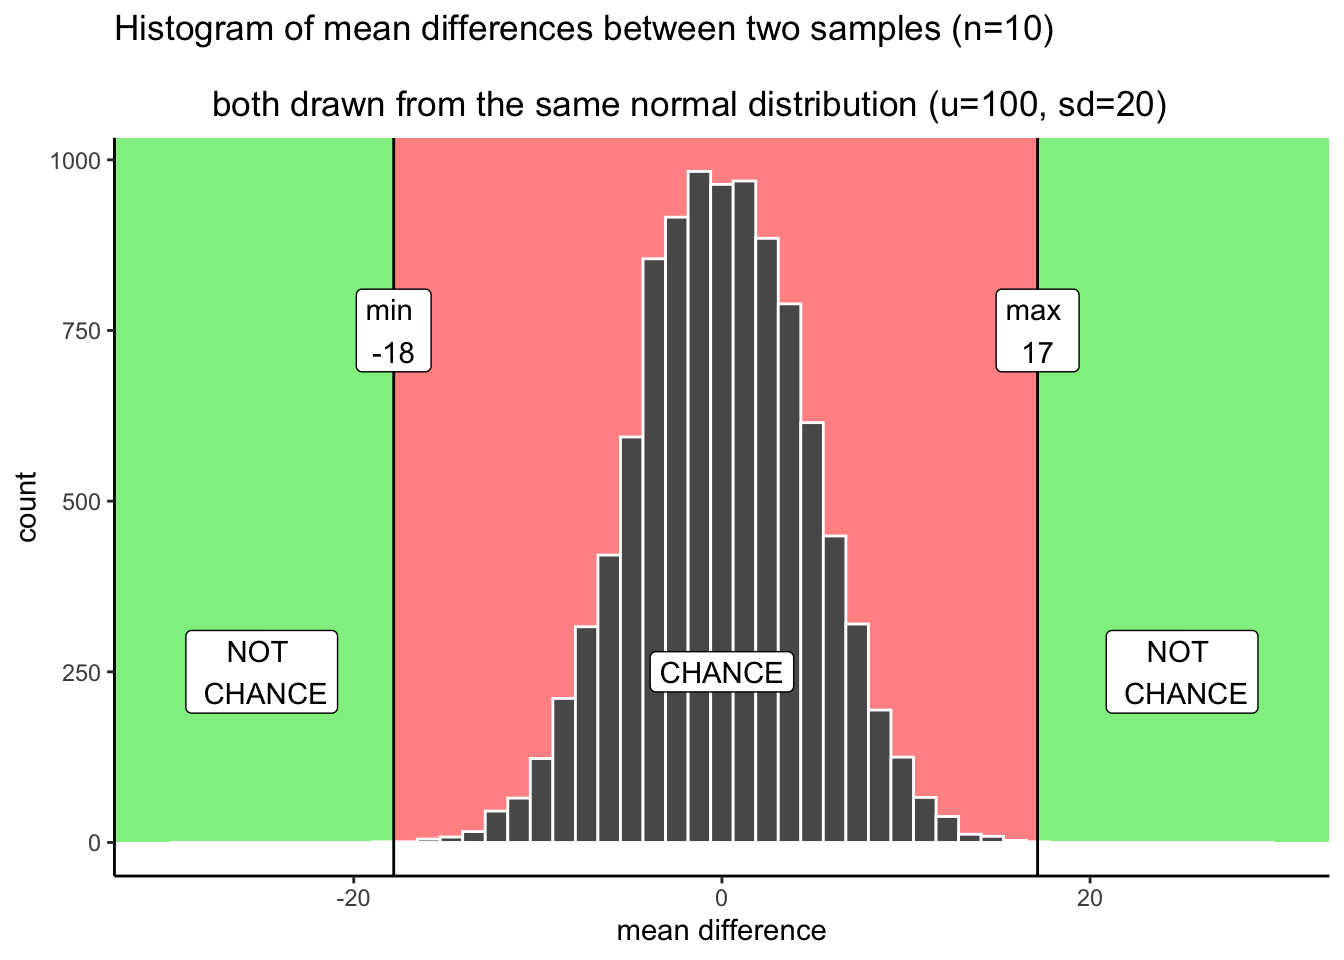 Histogram of mean differences between two samples (n=10)
both drawn from the same normal distribution (u=100, sd=20)
1000
750
500
250
0
count
min
-18
max
17
NOT
CHANCE
CHANCE
NOT
CHANCE
-20
0
20
mean difference